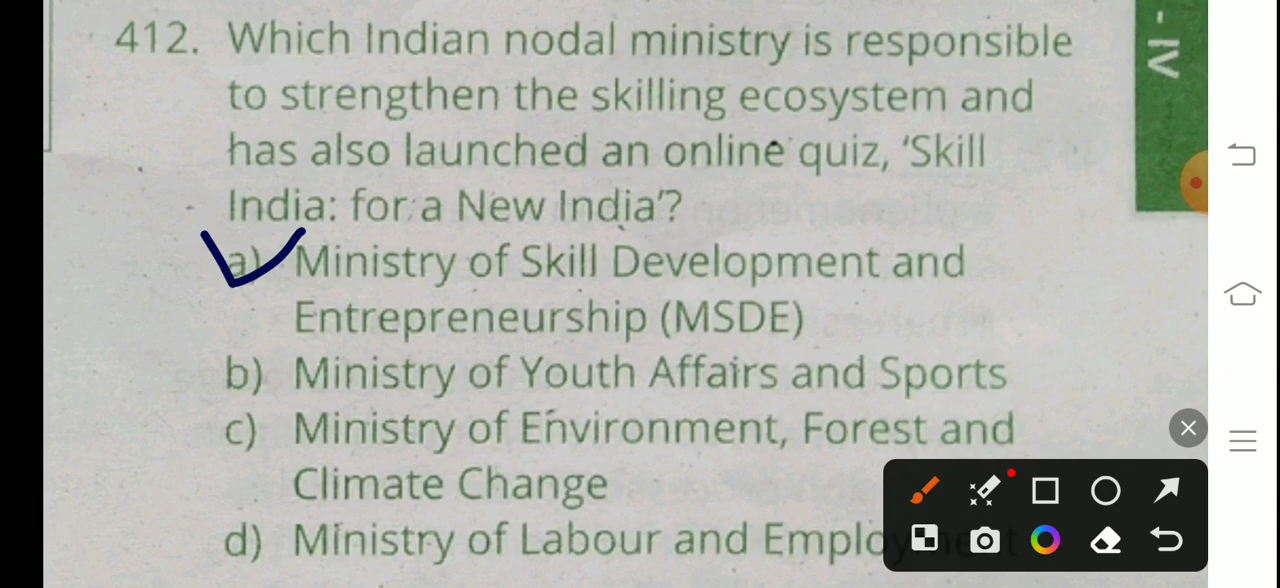 412. Which Indian nodal ministry is responsible
to strengthen the skilling ecosystem and
has also launched an online quiz, ‘Skill
India: for a New India’?
a) Ministry of Skill Development and
Entrepreneurship (MSDE)
b) Ministry of Youth Affairs and Sports
c) Ministry of Environment, Forest and
Climate Change
d) Ministry of Labour and
- IV